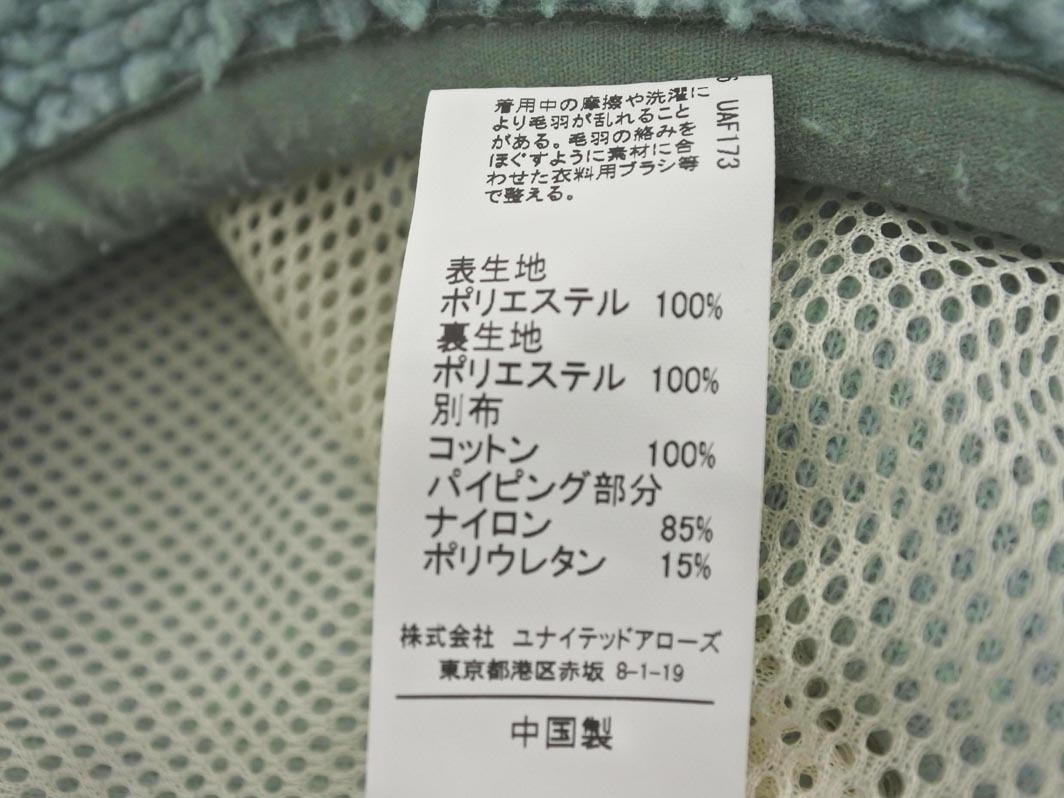 着用中の摩擦や洗濯に
より毛羽が乱れること
がある。毛羽の絡みを
ほぐすように素材に合
わせた衣料用ブラシ等
で整える。
UAF173
表生地
ポリエステル 100%
裏生地
ポリエステル 100%
別布
コットン 100%
パイピング部分
ナイロン 85%
ポリウレタン 15%
株式会社 ユナイテッドアローズ
東京都港区赤坂 8-1-19
中国製